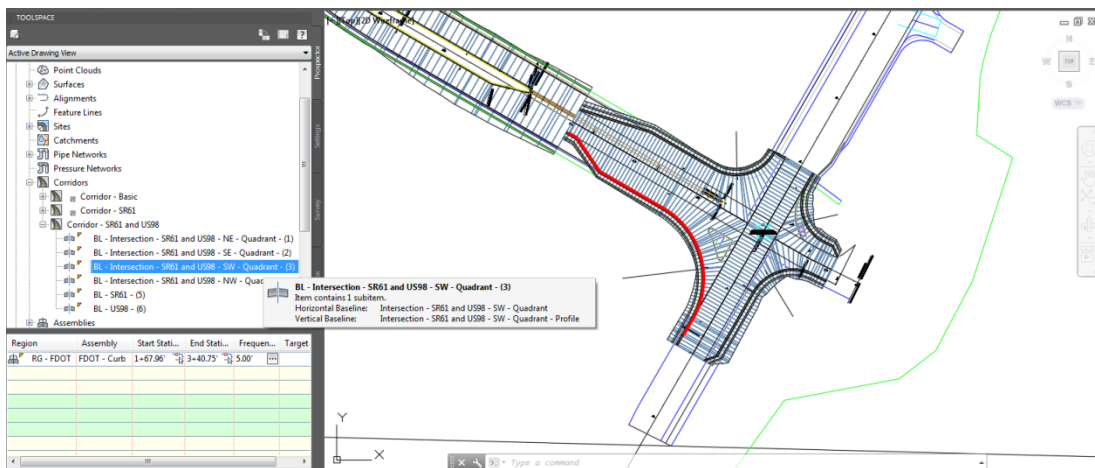 TOOLSPACE
Active Drawing View
Point Clouds
Surfaces
Alignments
Feature Lines
Sites
Catchments
Pipe Networks
Pressure Networks
Corridors
Corridor - Basic
Corridor - SR61
Corridor - SR61 and US98
BL - Intersection - SR61 and US98 - NE - Quadrant - (1)
BL - Intersection - SR61 and US98 - SE - Quadrant - (2)
BL - Intersection - SR61 and US98 - SW - Quadrant - (3)
BL - Intersection - SR61 and US98 - NW - Quad
BL - SR61 - (5)
BL - US98 - (6)
Assemblies
Prospector
Settings
Survey
BL - Intersection - SR61 and US98 - SW - Quadrant - (3)
Item contains 1 subitem.
Horizontal Baseline: Intersection - SR61 and US98 - SW - Quadrant
Vertical Baseline: Intersection - SR61 and US98 - SW - Quadrant - Profile
Region Assembly Start Stati... End Stati... Frequen... Target
RG - FDOT FDOT - Curb 1+67.96' 3+40.75' 5.00'
[-][Top][2D Wireframe]
N
W TOP E
S
WCS
Y
X
Type a command